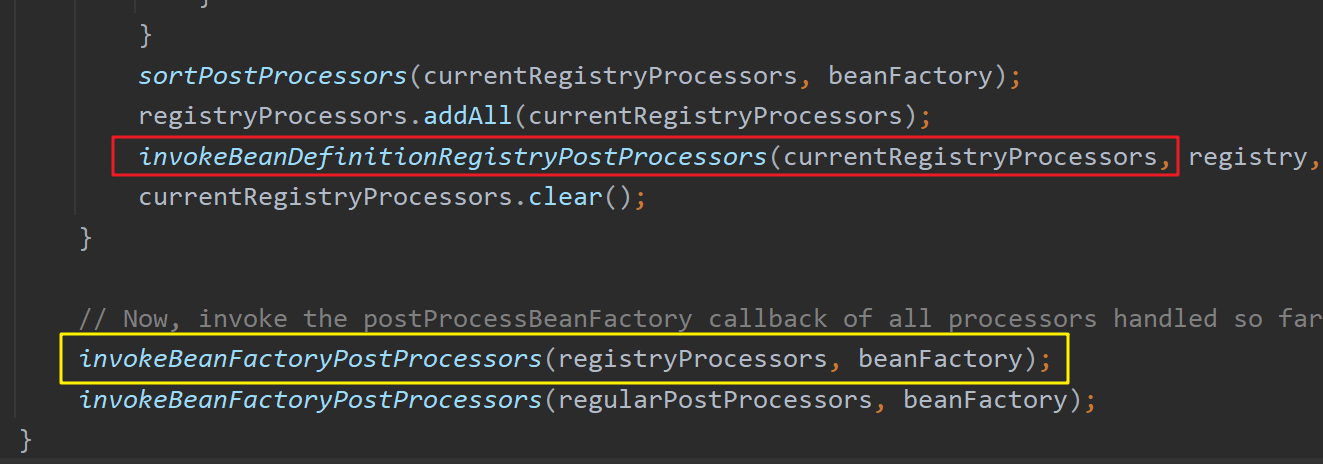 }
}
sortPostProcessors(currentRegistryProcessors, beanFactory);
registryProcessors.addAll(currentRegistryProcessors);
invokeBeanDefinitionRegistryPostProcessors(currentRegistryProcessors, registry,
currentRegistryProcessors.clear();
}
// Now, invoke the postProcessBeanFactory callback of all processors handled so far
invokeBeanFactoryPostProcessors(registryProcessors, beanFactory);
invokeBeanFactoryPostProcessors(regularPostProcessors, beanFactory);
}